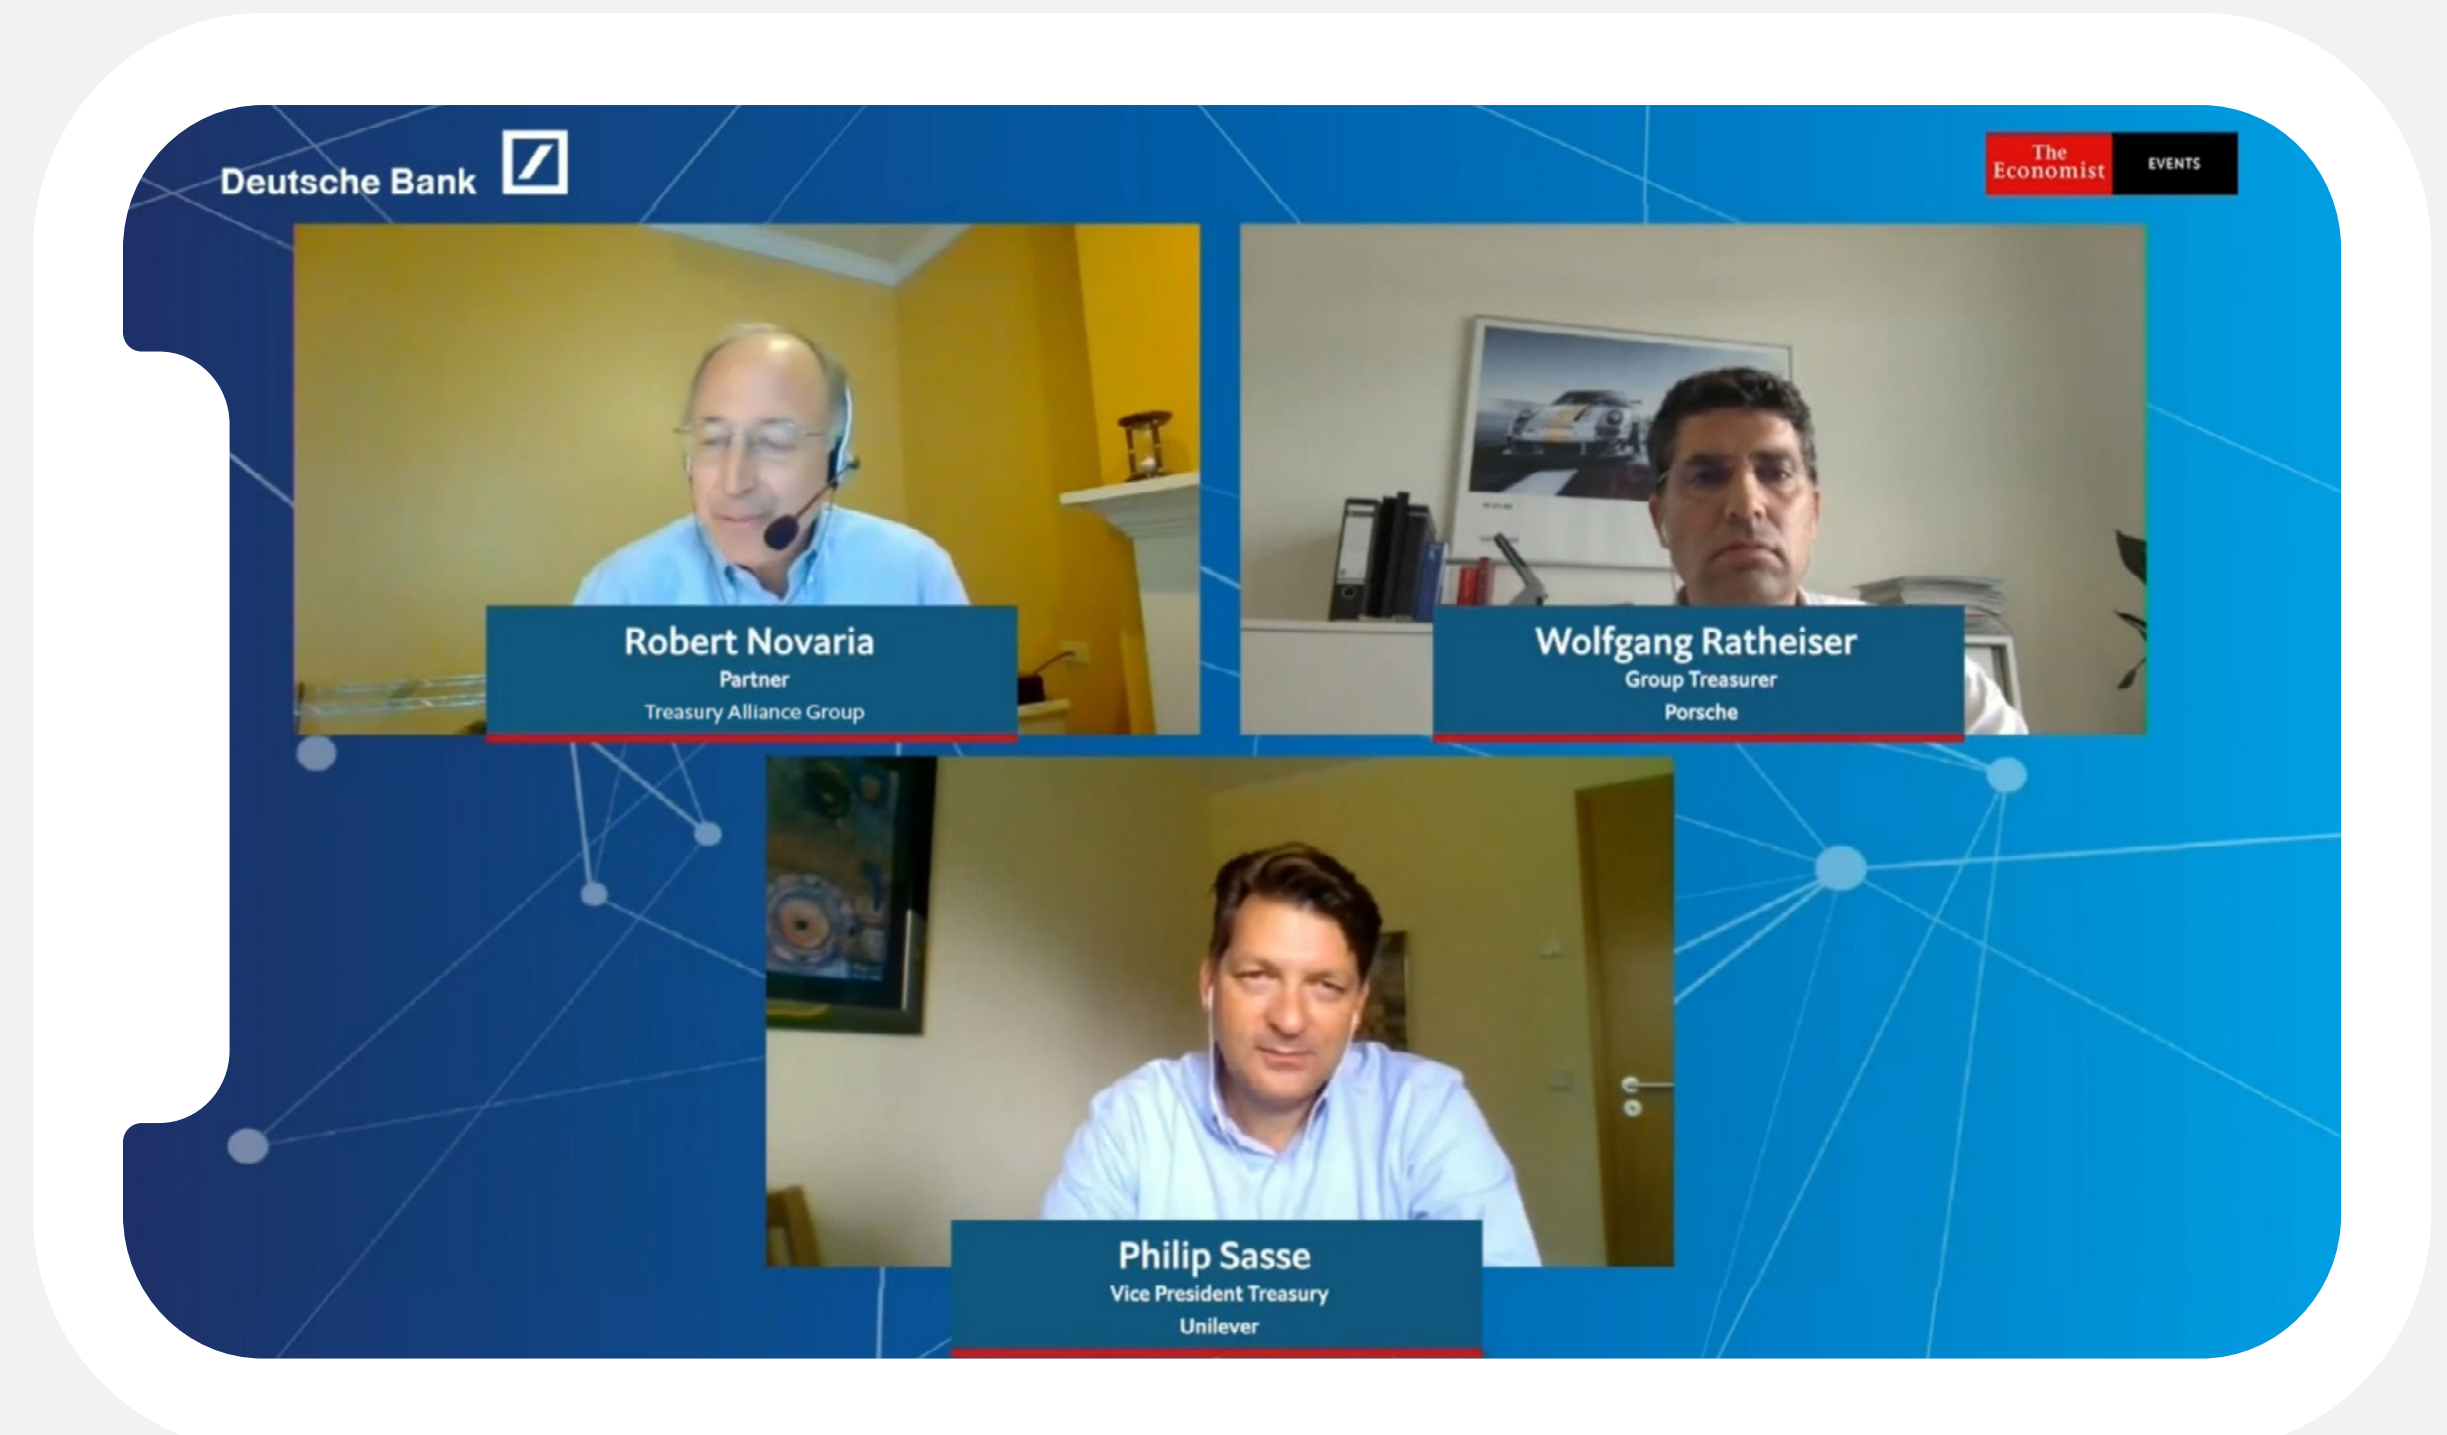 Deutsche Bank
The
Economist
EVENTS
Robert Novaria
Partner
Treasury Alliance Group
Wolfgang Ratheiser
Group Treasurer
Porsche
Philip Sasse
Vice President Treasury
Unilever